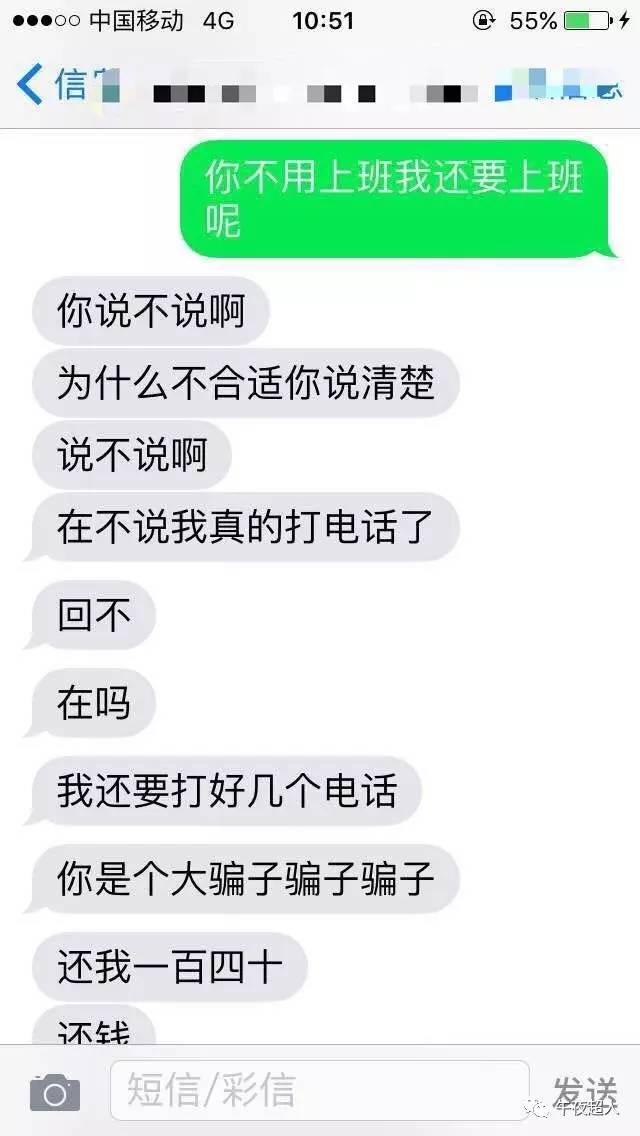 中国移动 4G 10:51 55%
信
你不用上班我还要上班
呢
你说不说啊
为什么不合适你说清楚
说不说啊
在不说我真的打电话了
回不
在吗
我还要打好几个电话
你是个大骗子骗子骗子
还我一百四十
还钱
短信/彩信 发送
午夜超人